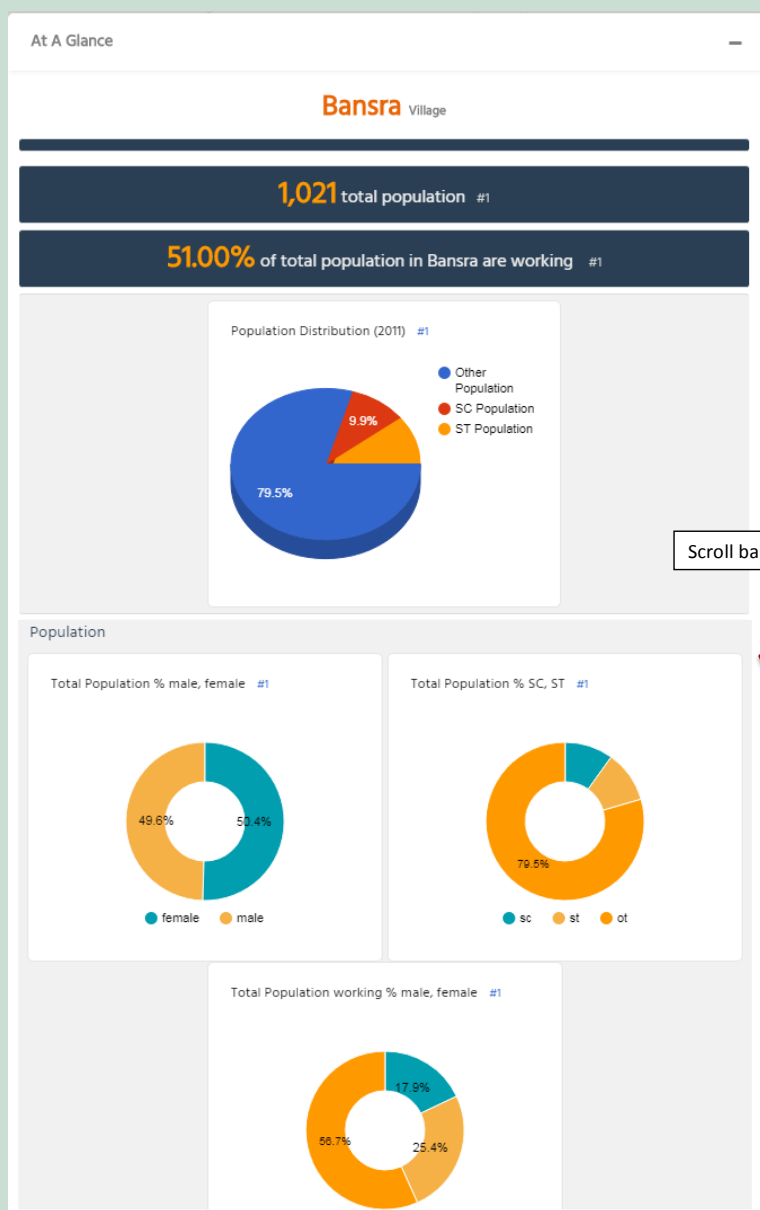 At A Glance
Bansra Village
1,021 total population #1
51.00% of total population in Bansra are working #1
Population Distribution (2011) #1
Other
Population
SC Population
ST Population
9.9%
79.5%
Scroll ba
Population
Total Population % male, female #1
49.6%
50.4%
female
male
Total Population % SC, ST #1
79.5%
sc
st
ot
Total Population working % male, female #1
17.9%
56.7%
25.4%